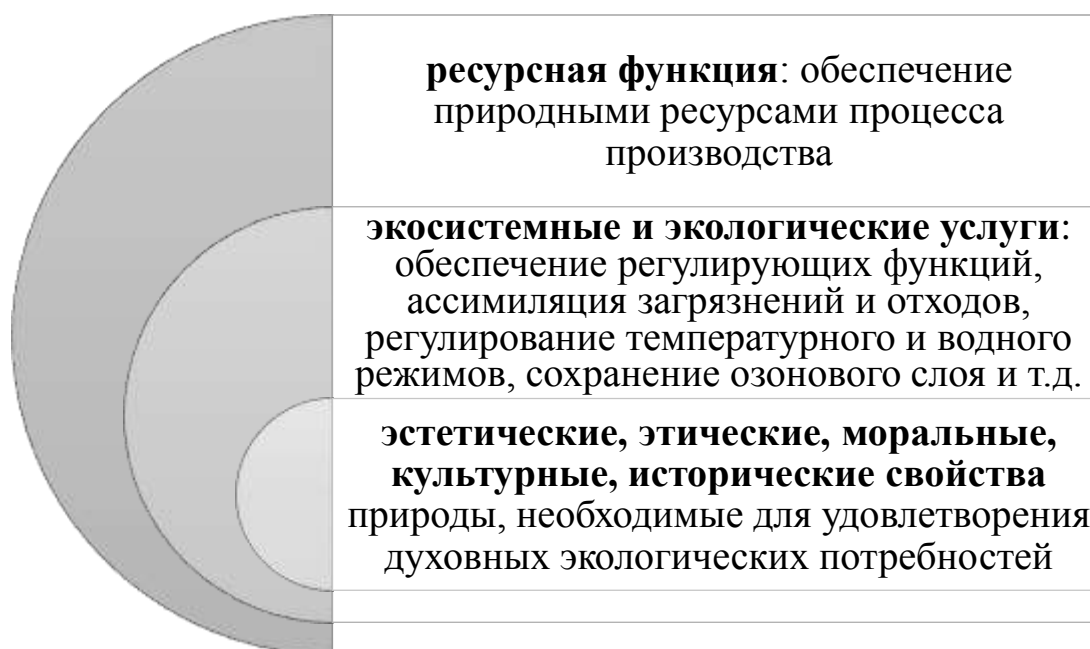 ресурсная функция: обеспечение
природными ресурсами процесса
производства
экосистемные и экологические услуги:
обеспечение регулирующих функций,
ассимиляция загрязнений и отходов,
регулирование температурного и водного
режимов, сохранение озонового слоя и т.д.
эстетические, этические, моральные,
культурные, исторические свойства
природы, необходимые для удовлетворения
духовных экологических потребностей